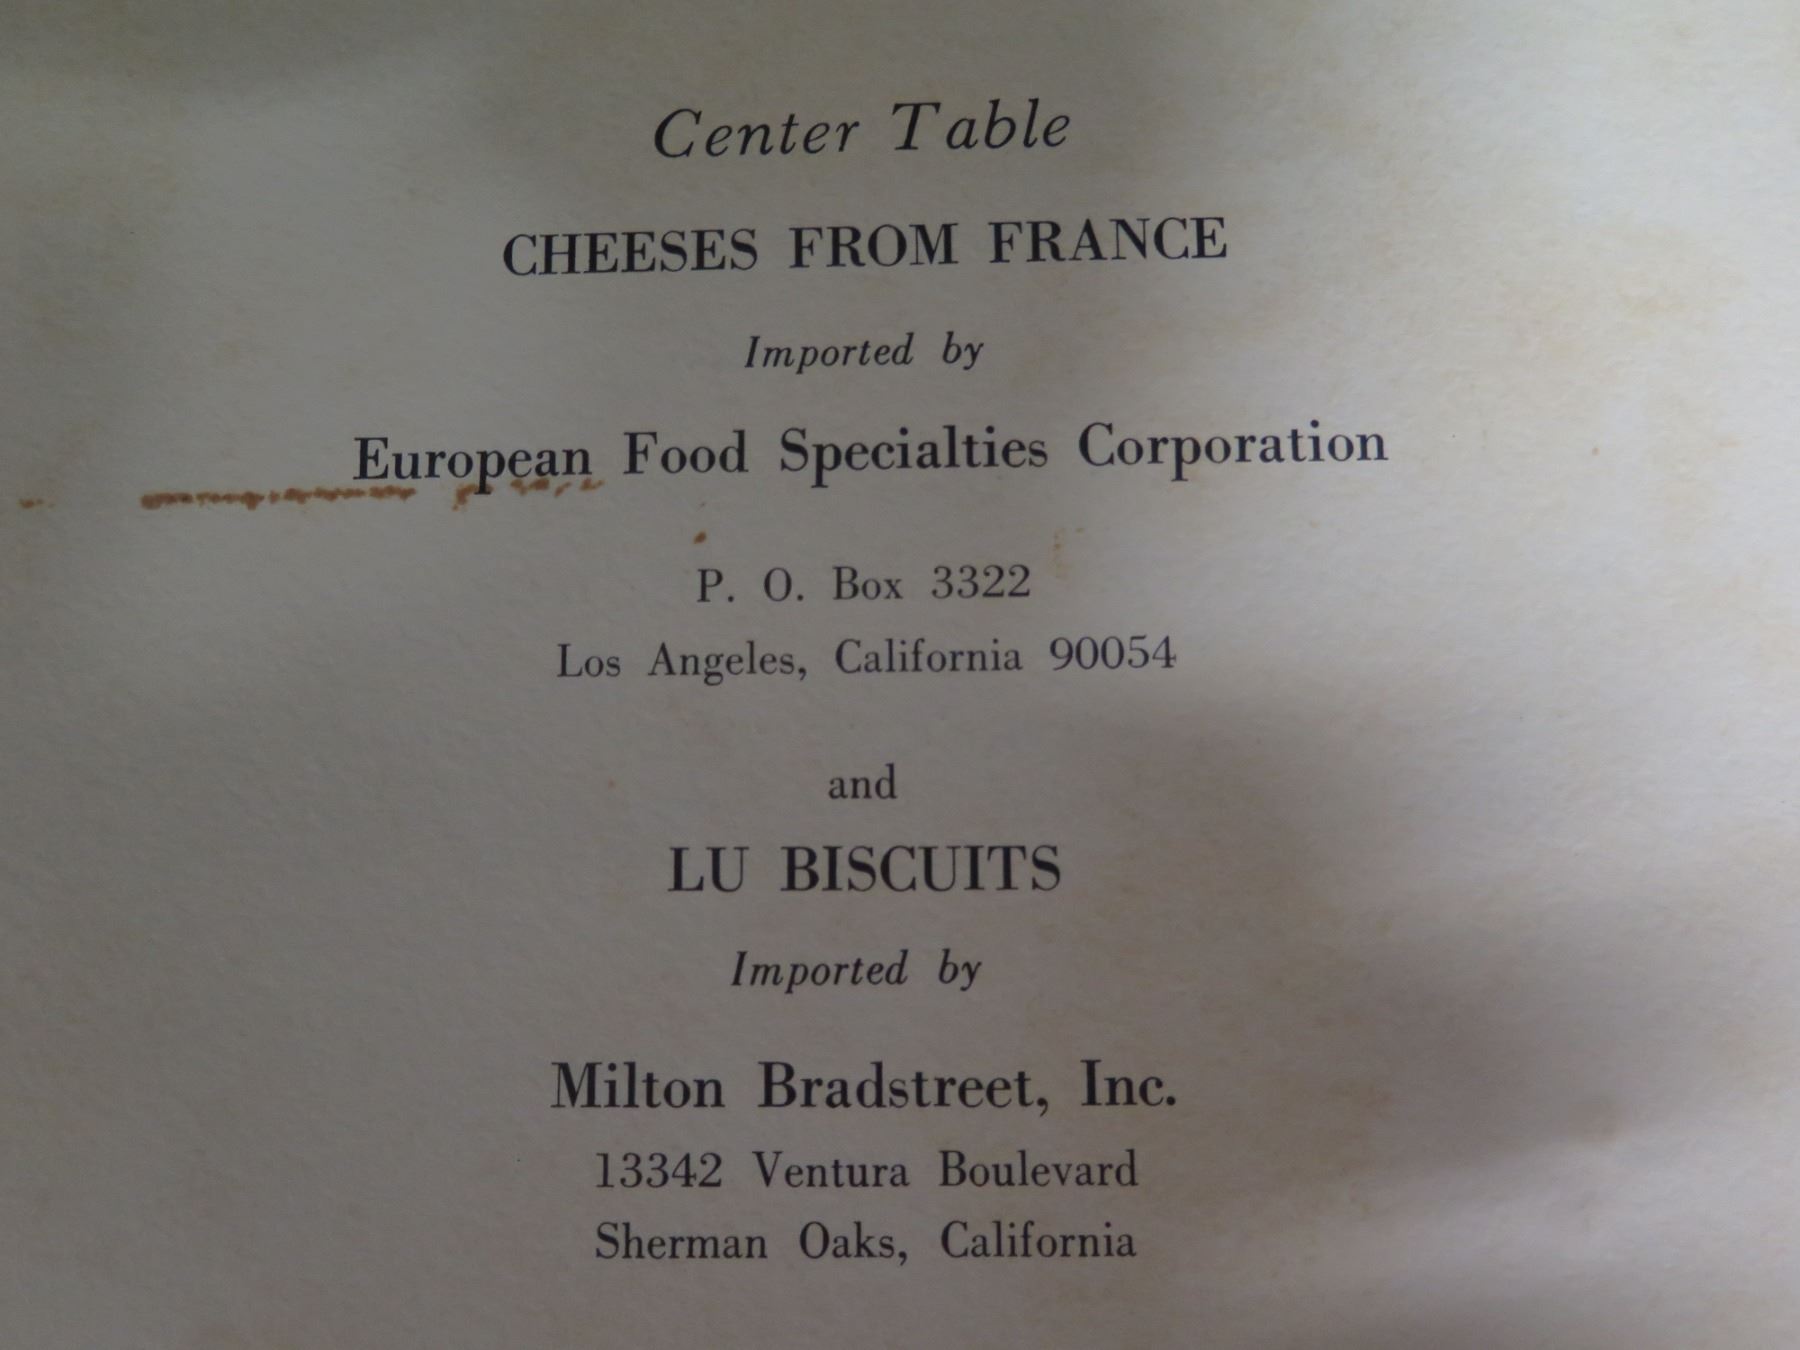 Center Table
CHEESES FROM FRANCE
Imported by
European Food Specialties Corporation
P. O. Box 3322
Los Angeles, California 90054
and
LU BISCUITS
Imported by
Milton Bradstreet, Inc.
13342 Ventura Boulevard
Sherman Oaks, California